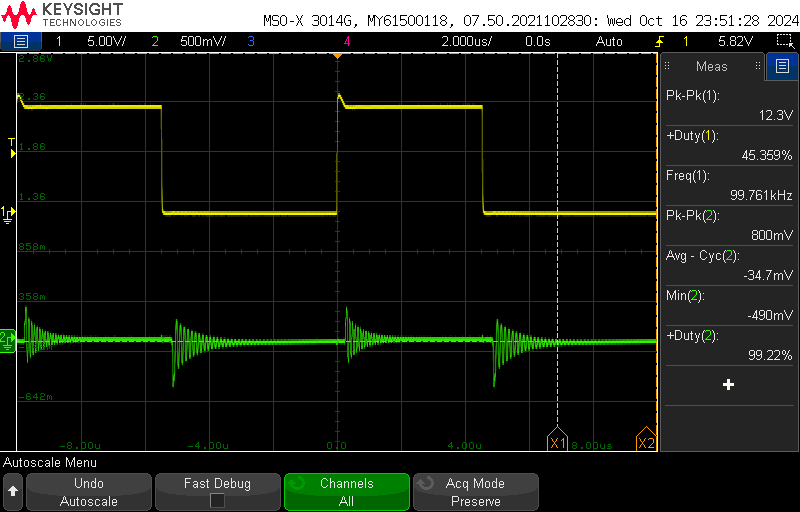 KEYSIGHT
TECHNOLOGIES
MSO-X 3014G, MY61500118, 07.50.2021102830: Wed Oct 16 23:51:28 2024
1 5.00V/ 2 500mV/ 3 4 2.000us/ 0.0s Auto 1 5.82V
2.86V
2.36
1.86
1.36
858m
358m
-642m
-8.00u -4.00u 0.0 4.00u 8.00us
T
1
2
X1 X2
Meas
Pk-Pk(1):
12.3V
+Duty(1):
45.359%
Freq(1):
99.761kHz
Pk-Pk(2):
800mV
Avg - Cyc(2):
-34.7mV
Min(2):
-490mV
+Duty(2):
99.22%
Autoscale Menu
Undo
Autoscale
Fast Debug
Channels
All
Acq Mode
Preserve